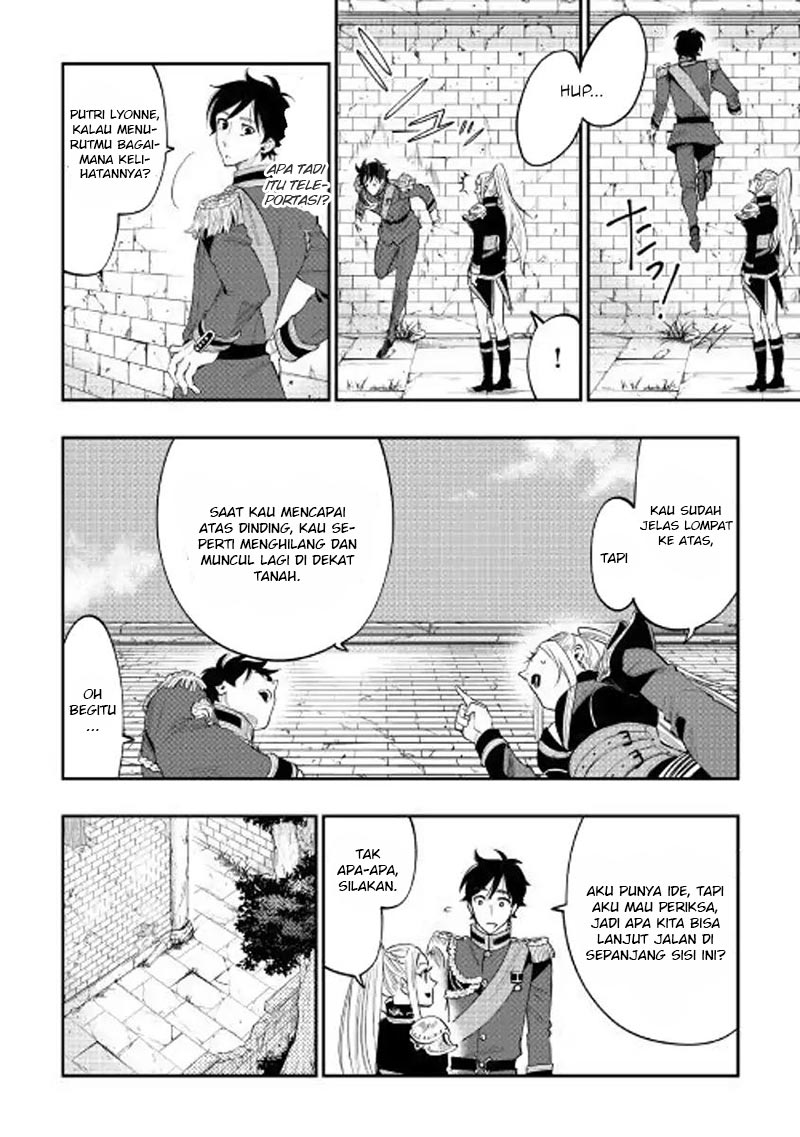 HUP...
!
APA TADI
ITU TELE-
PORTASI?
PUTRI LYONNE,
KALAU MENU-
RUTMU BAGAI-
MANA KELI-
HATANNYA?
KAU SUDAH
JELAS LOMPAT
KE ATAS,
TAPI
SAAT KAU MENCAPAI
ATAS DINDING, KAU SE-
PERTI MENGHILANG DAN
MUNCUL LAGI DI DEKAT
TANAH.
OH
BEGITU
...
AKU PUNYA IDE, TAPI
AKU MAU PERIKSA,
JADI APA KITA BISA
LANJUT JALAN DI
SEPANJANG SISI INI?
TAK
APA-APA,
SILAKAN.